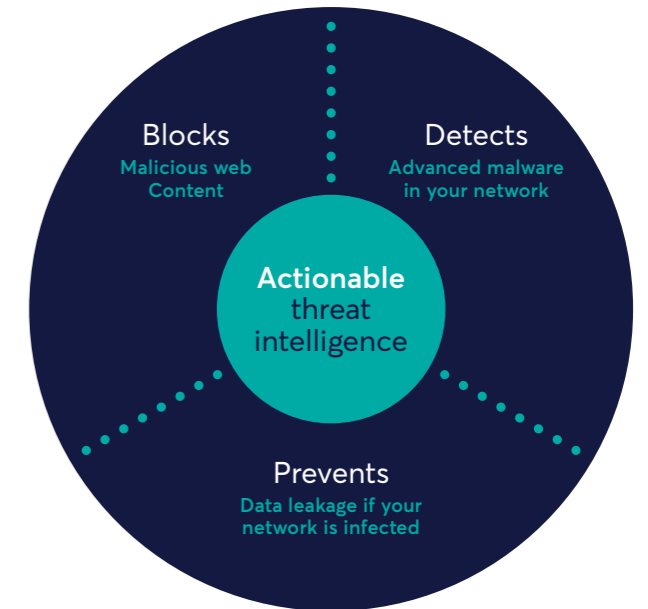 Blocks
Malicious web
Content
Detects
Advanced malware
in your network
Actionable
threat
intelligence
Prevents
Data leakage if your
network is infected